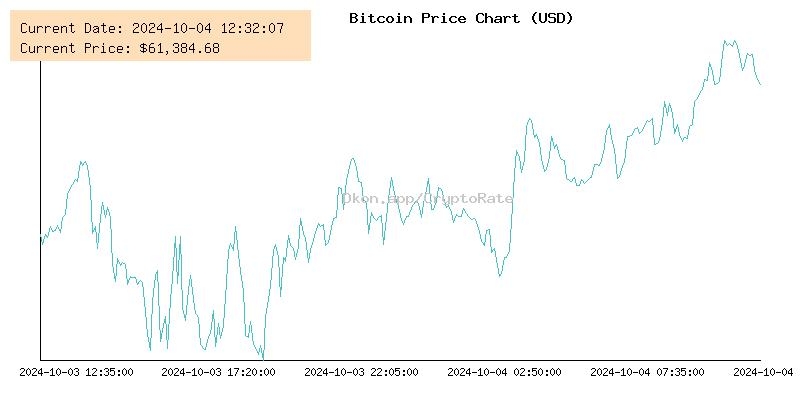 Bitcoin Price Chart (USD)
Current Date: 2024-10-04 12:32:07
Current Price: $61,384.68
Okon.app/CryptoRate
2024-10-03 12:35:00 2024-10-03 17:20:00 2024-10-03 22:05:00 2024-10-04 02:50:00 2024-10-04 07:35:00 2024-10-04